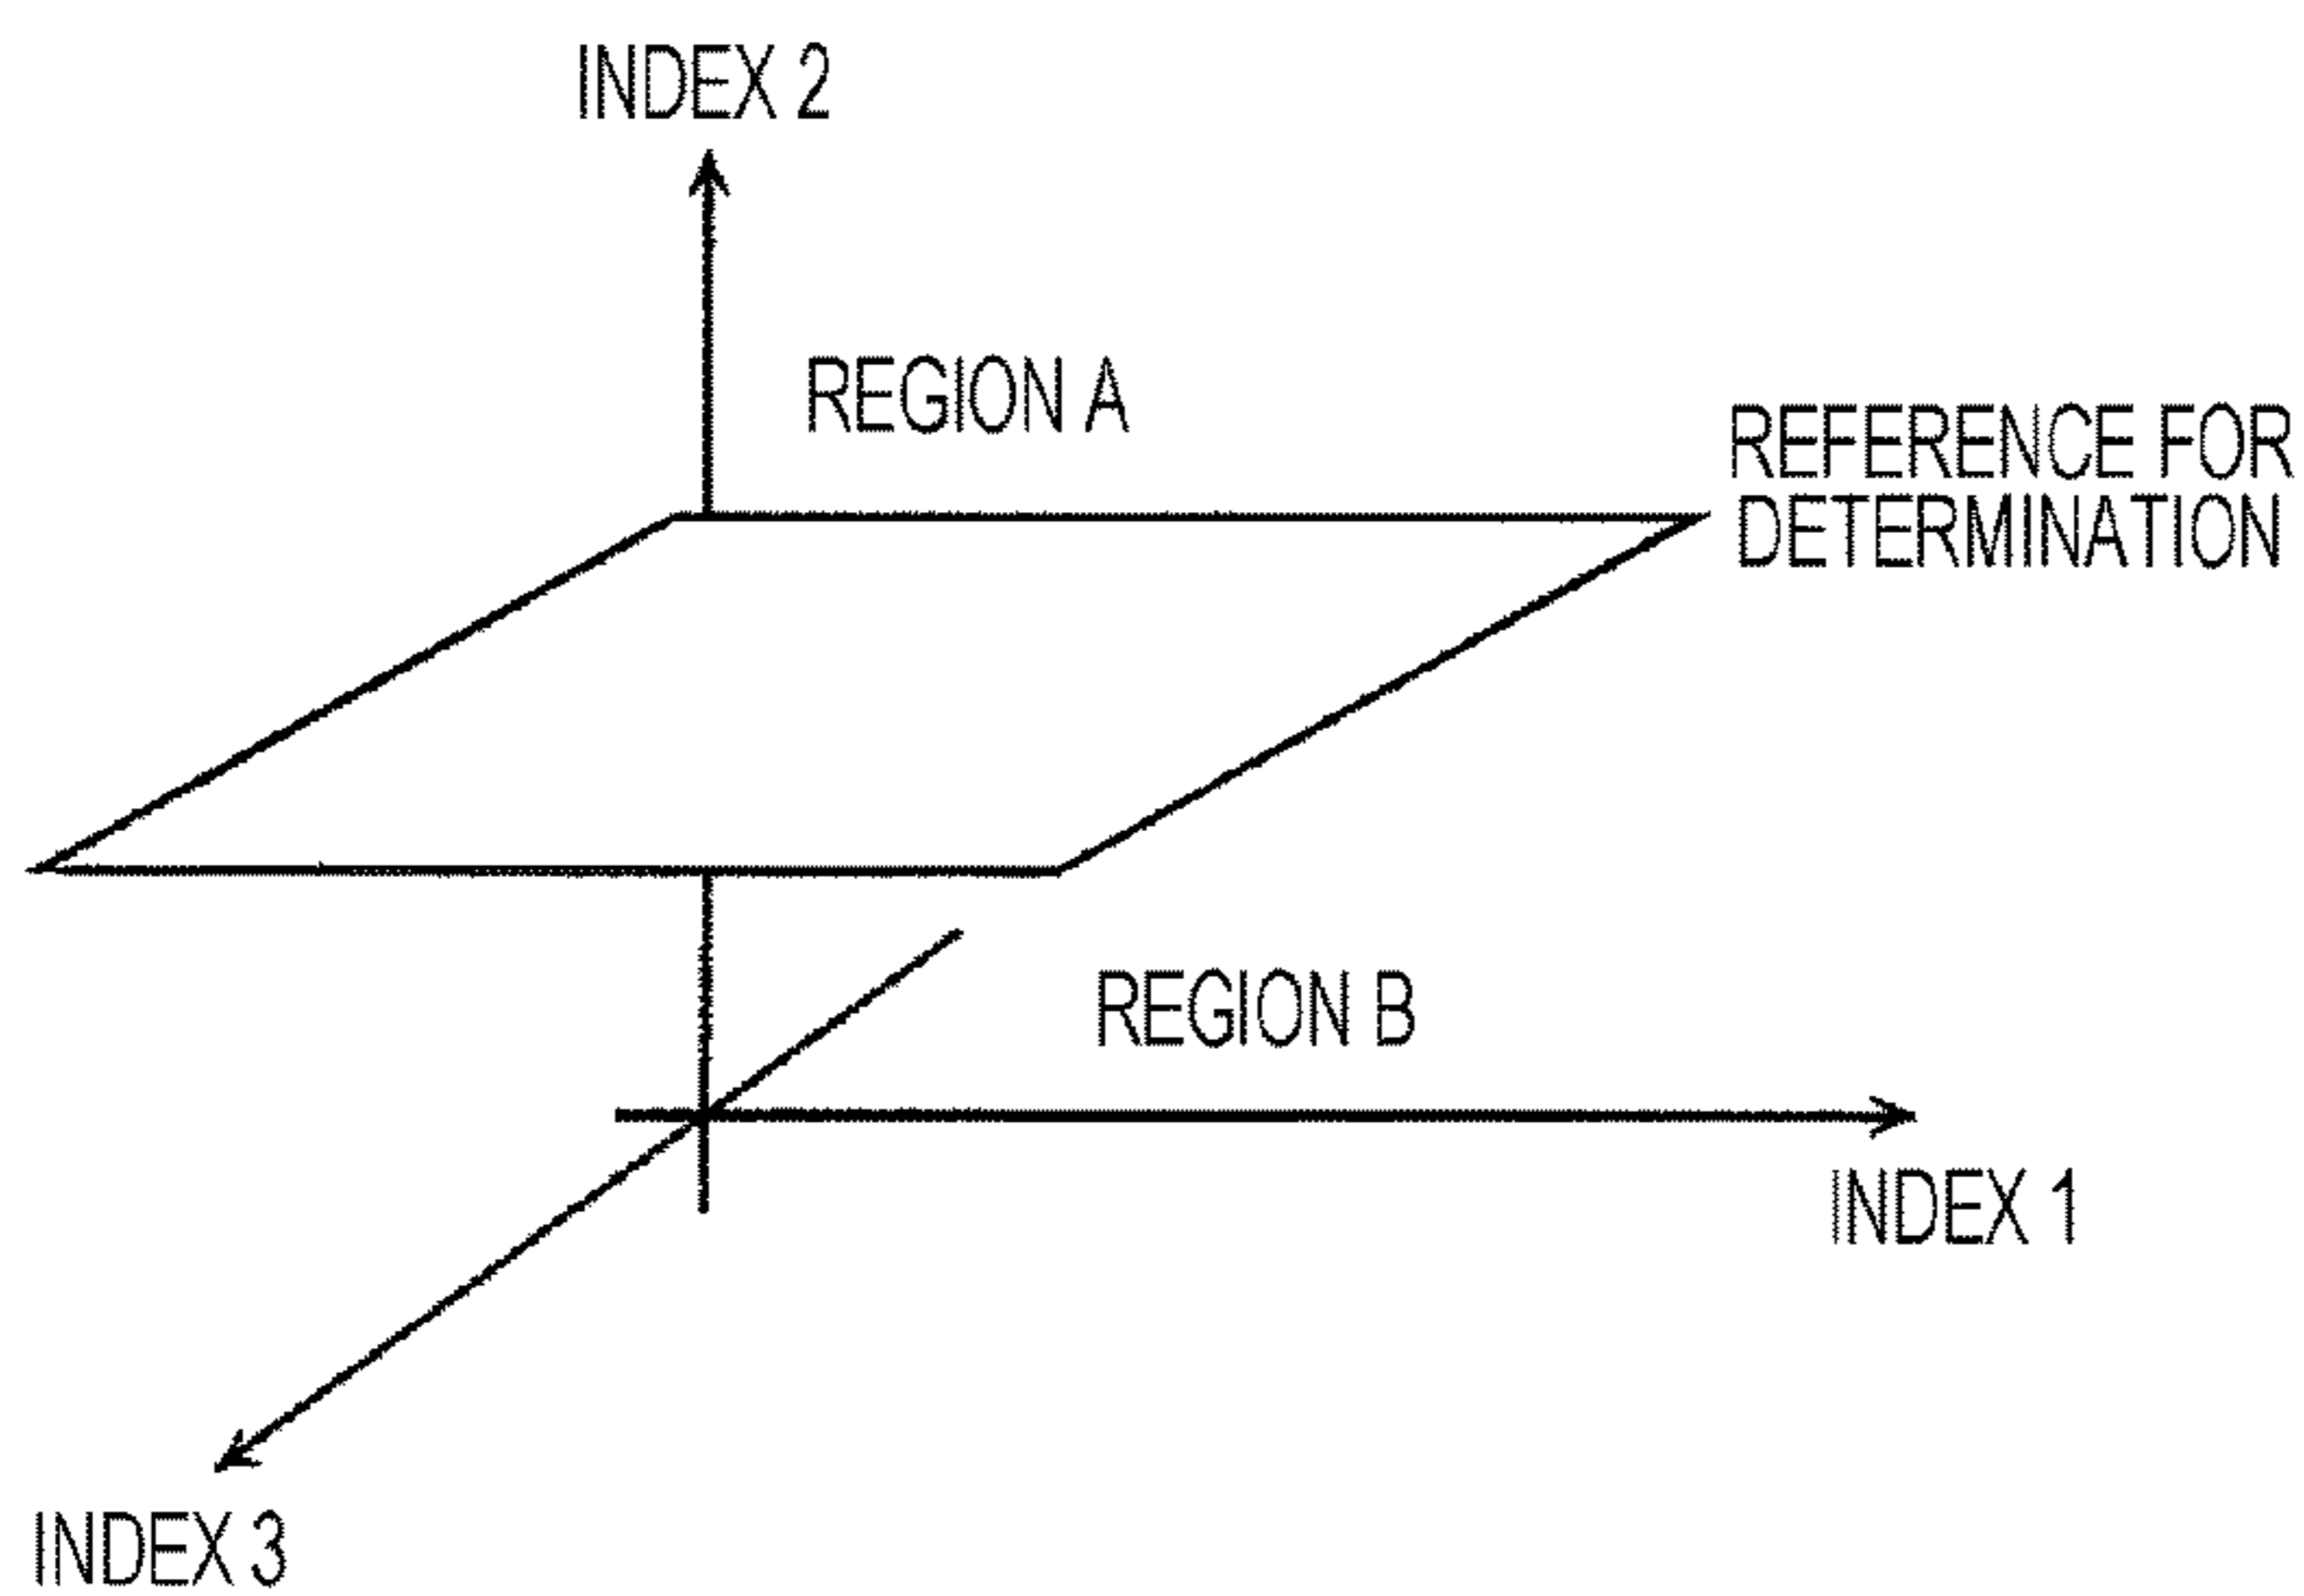 INDEX 2
REGION A
REFERENCE FOR
DETERMINATION
REGION B
INDEX 1
INDEX 3